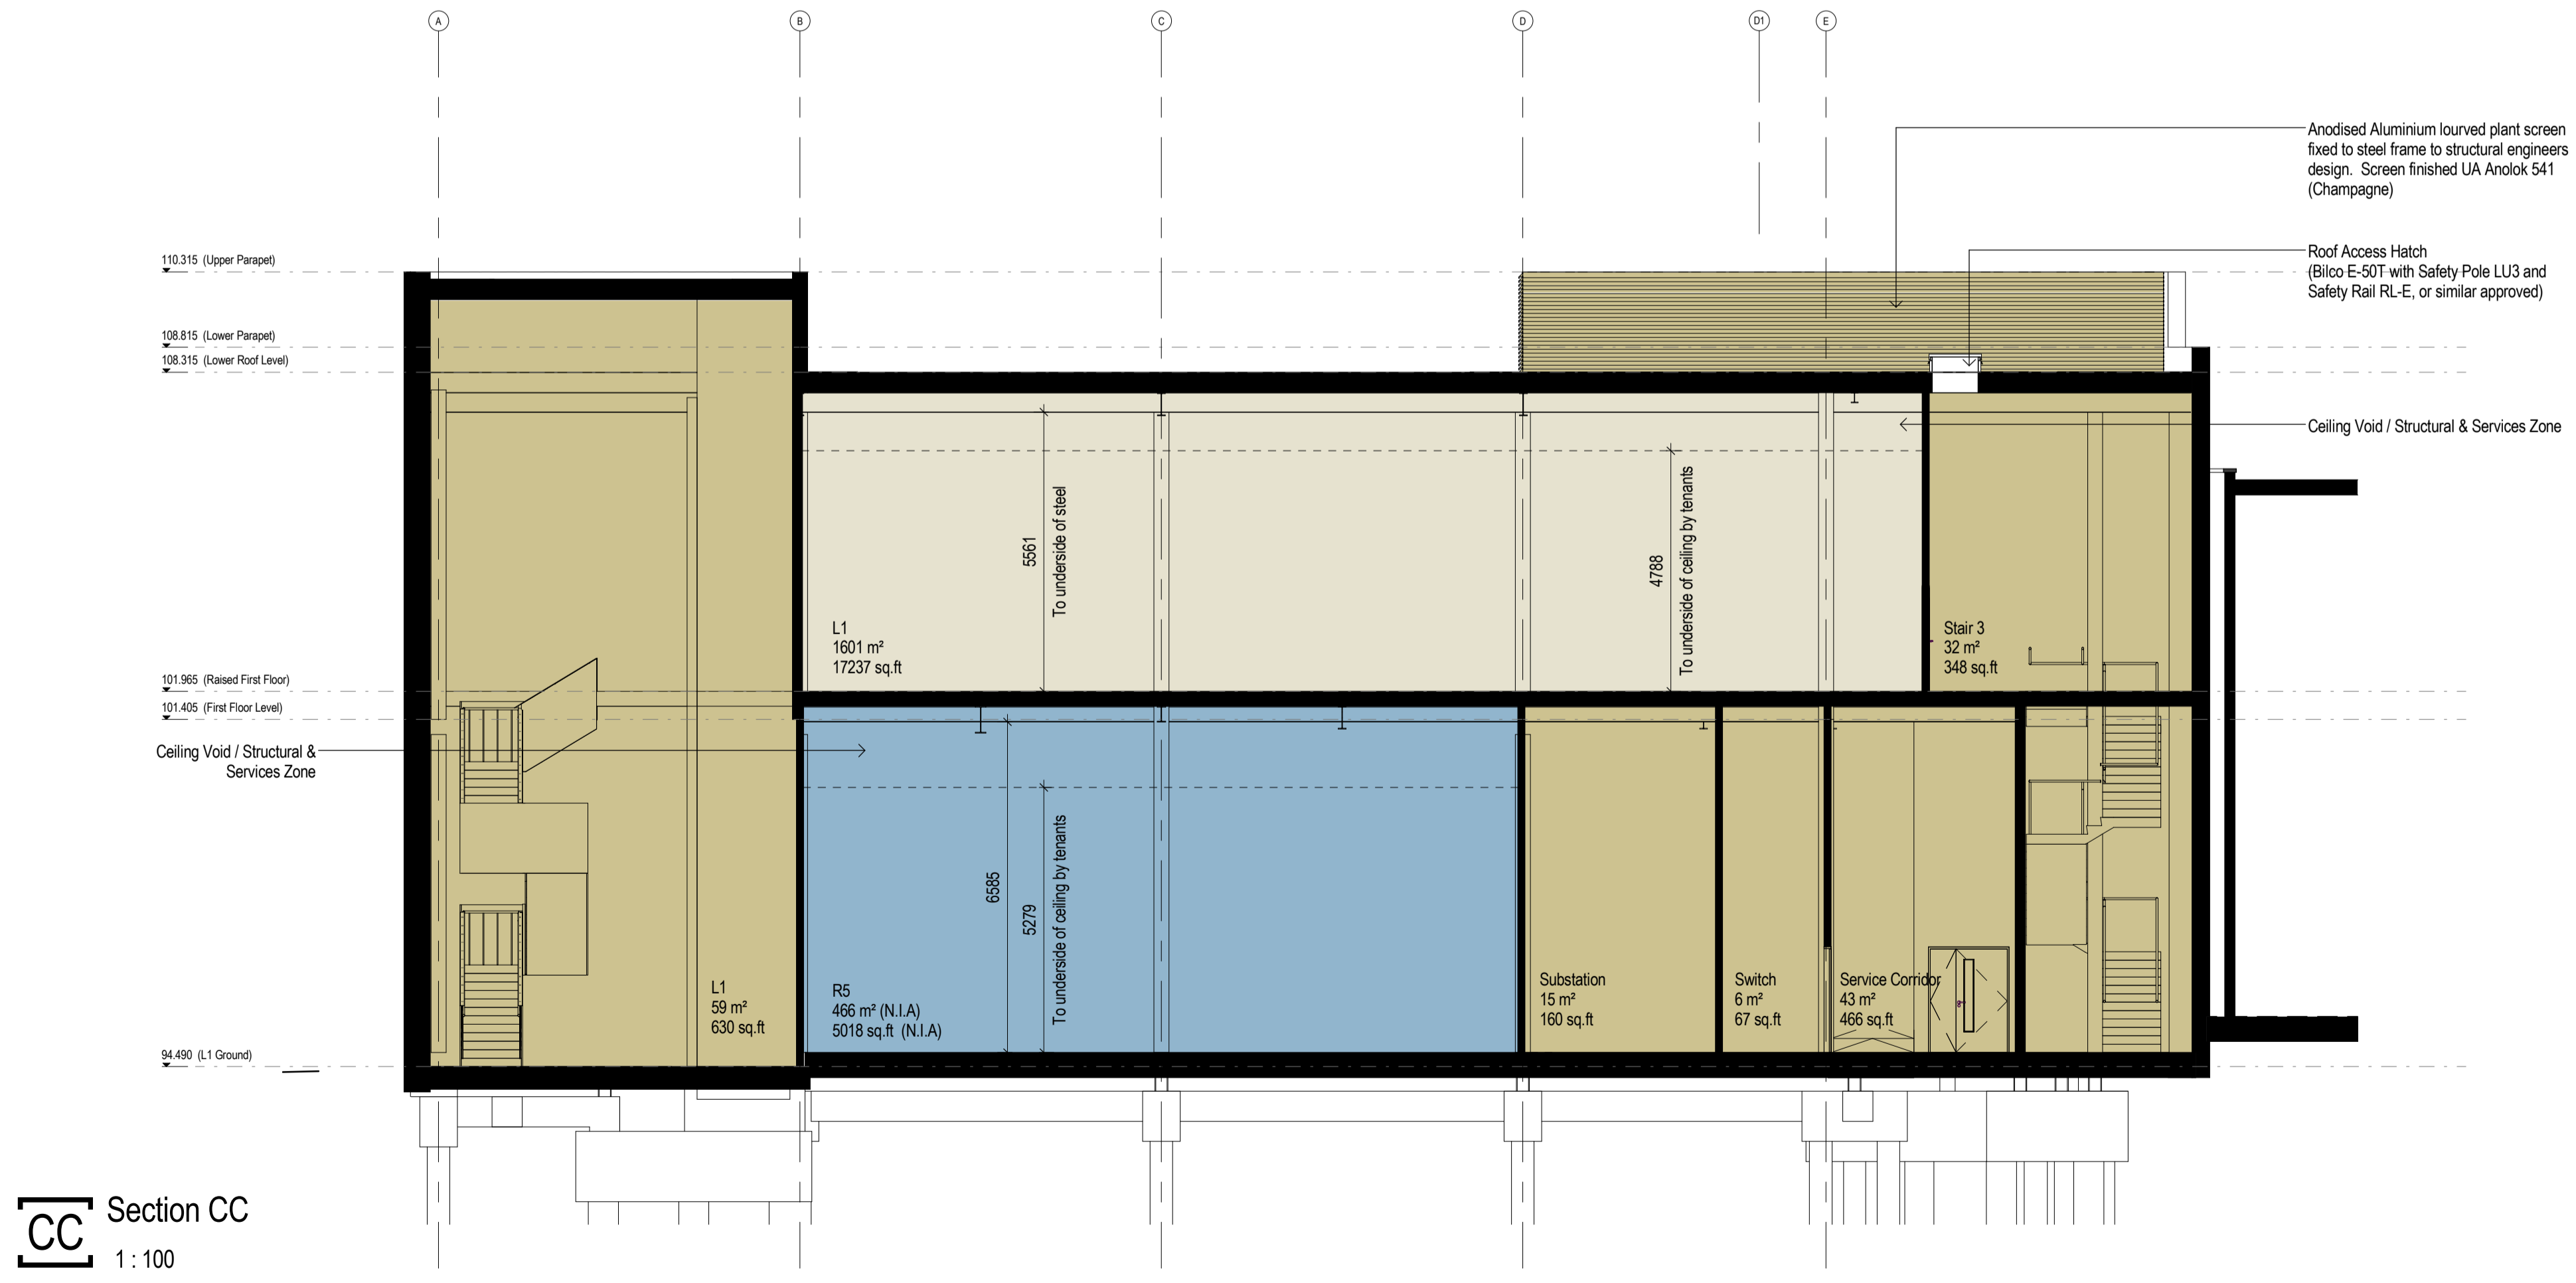 A
B
C
D
D1
E
Anodised Aluminium lourved plant screen
fixed to steel frame to structural engineers
design. Screen finished UA Anolok 541
(Champagne)
Roof Access Hatch
(Bilco E-50T with Safety Pole LU3 and
Safety Rail RL-E, or similar approved)
110.315 (Upper Parapet)
108.815 (Lower Parapet)
108.315 (Lower Roof Level)
Ceiling Void / Structural & Services Zone
5561
To underside of steel
4788
To underside of ceiling by tenants
L1
1601 m²
17237 sq.ft
Stair 3
32 m²
348 sq.ft
101.965 (Raised First Floor)
101.405 (First Floor Level)
Ceiling Void / Structural &
Services Zone
6585
5279
To underside of ceiling by tenants
L1
59 m²
630 sq.ft
R5
466 m² (N.I.A)
5018 sq.ft (N.I.A)
Substation
15 m²
160 sq.ft
Switch
6 m²
67 sq.ft
Service Corridor
43 m²
466 sq.ft
94.490 (L1 Ground)
CC
Section CC
1 : 100